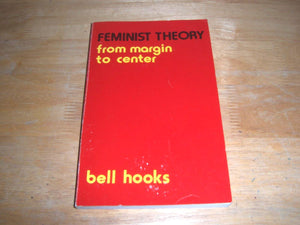 FEMINIST THEORY
from margin
to center
bell hooks